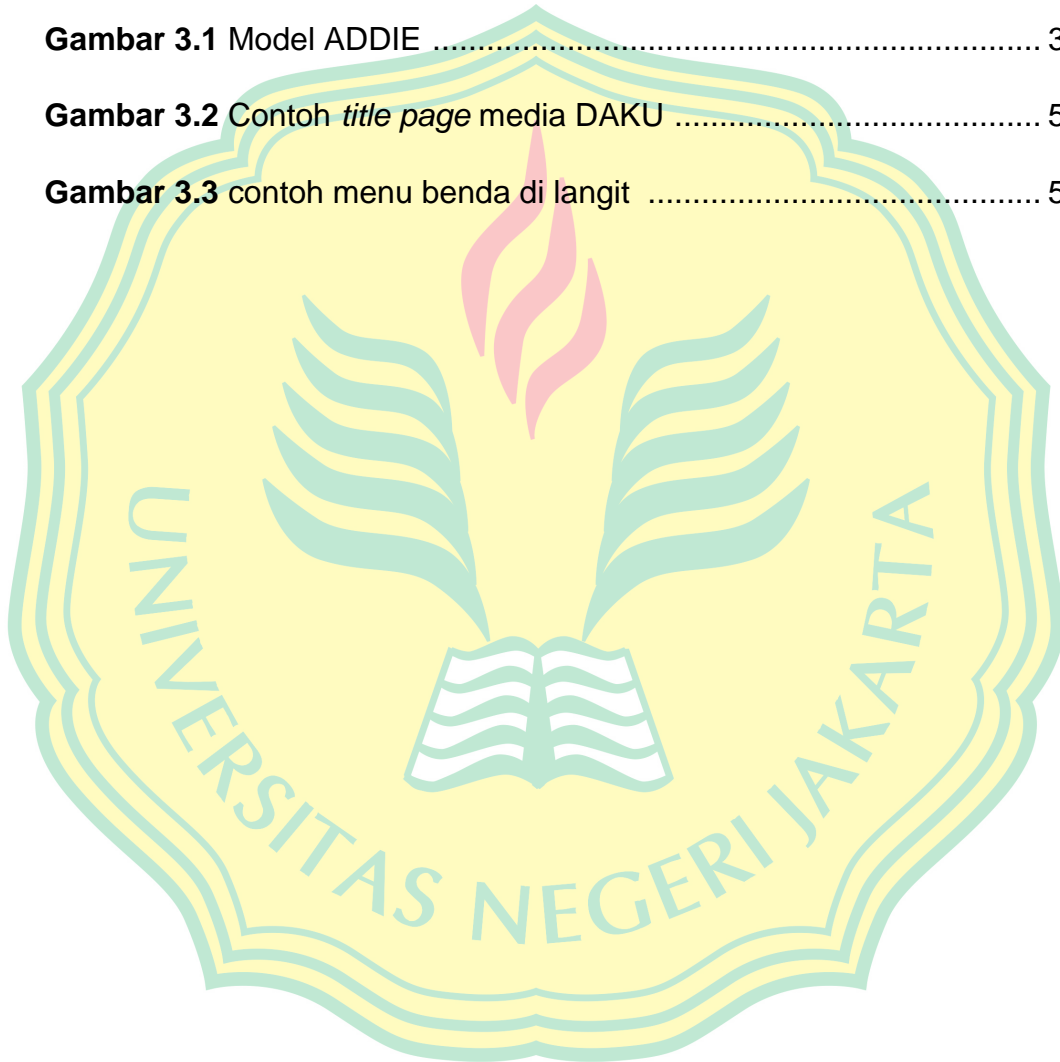 Gambar 3.1 Model ADDIE .......................................................................... 3
Gambar 3.2 Contoh title page media DAKU ............................................ 5
Gambar 3.3 contoh menu benda di langit ............................................... 5
UNIVERSITAS NEGERI JAKARTA